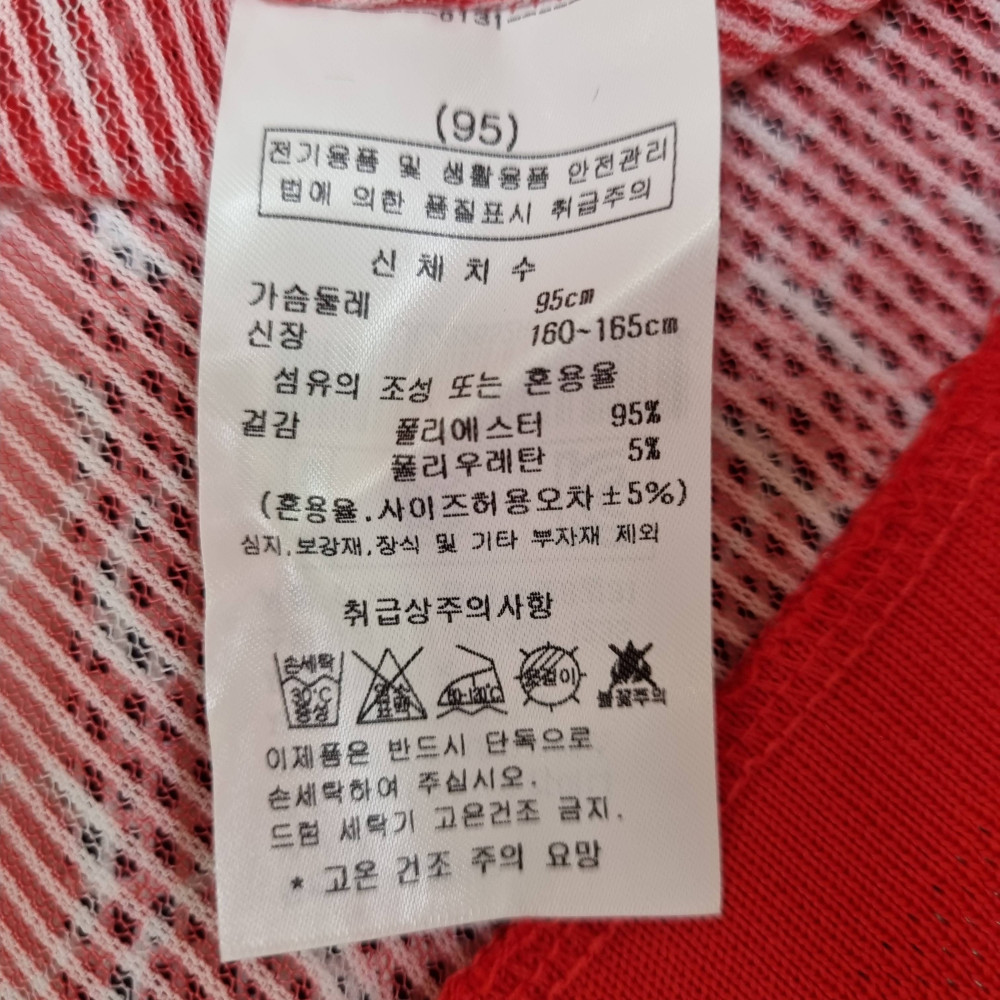 (95)
전기용품 및 생활용품 안전관리
법에 의한 품질표시 취급주의
신체치수
가슴둘레 95cm
신장 160~165cm
섬유의 조성 또는 혼용율
겉감 폴리에스터 95%
폴리우레탄 5%
(혼용율.사이즈허용오차±5%)
심지,보강재,장식 및 기타 부자재 제외
취급상주의사항
손세탁 30°C 중성
염소 표백
옷걸이
불꽃주의
이제품은 반드시 단독으로
손세탁하여 주십시오.
드럼 세탁기 고온건조 금지.
* 고온 건조 주의 요망